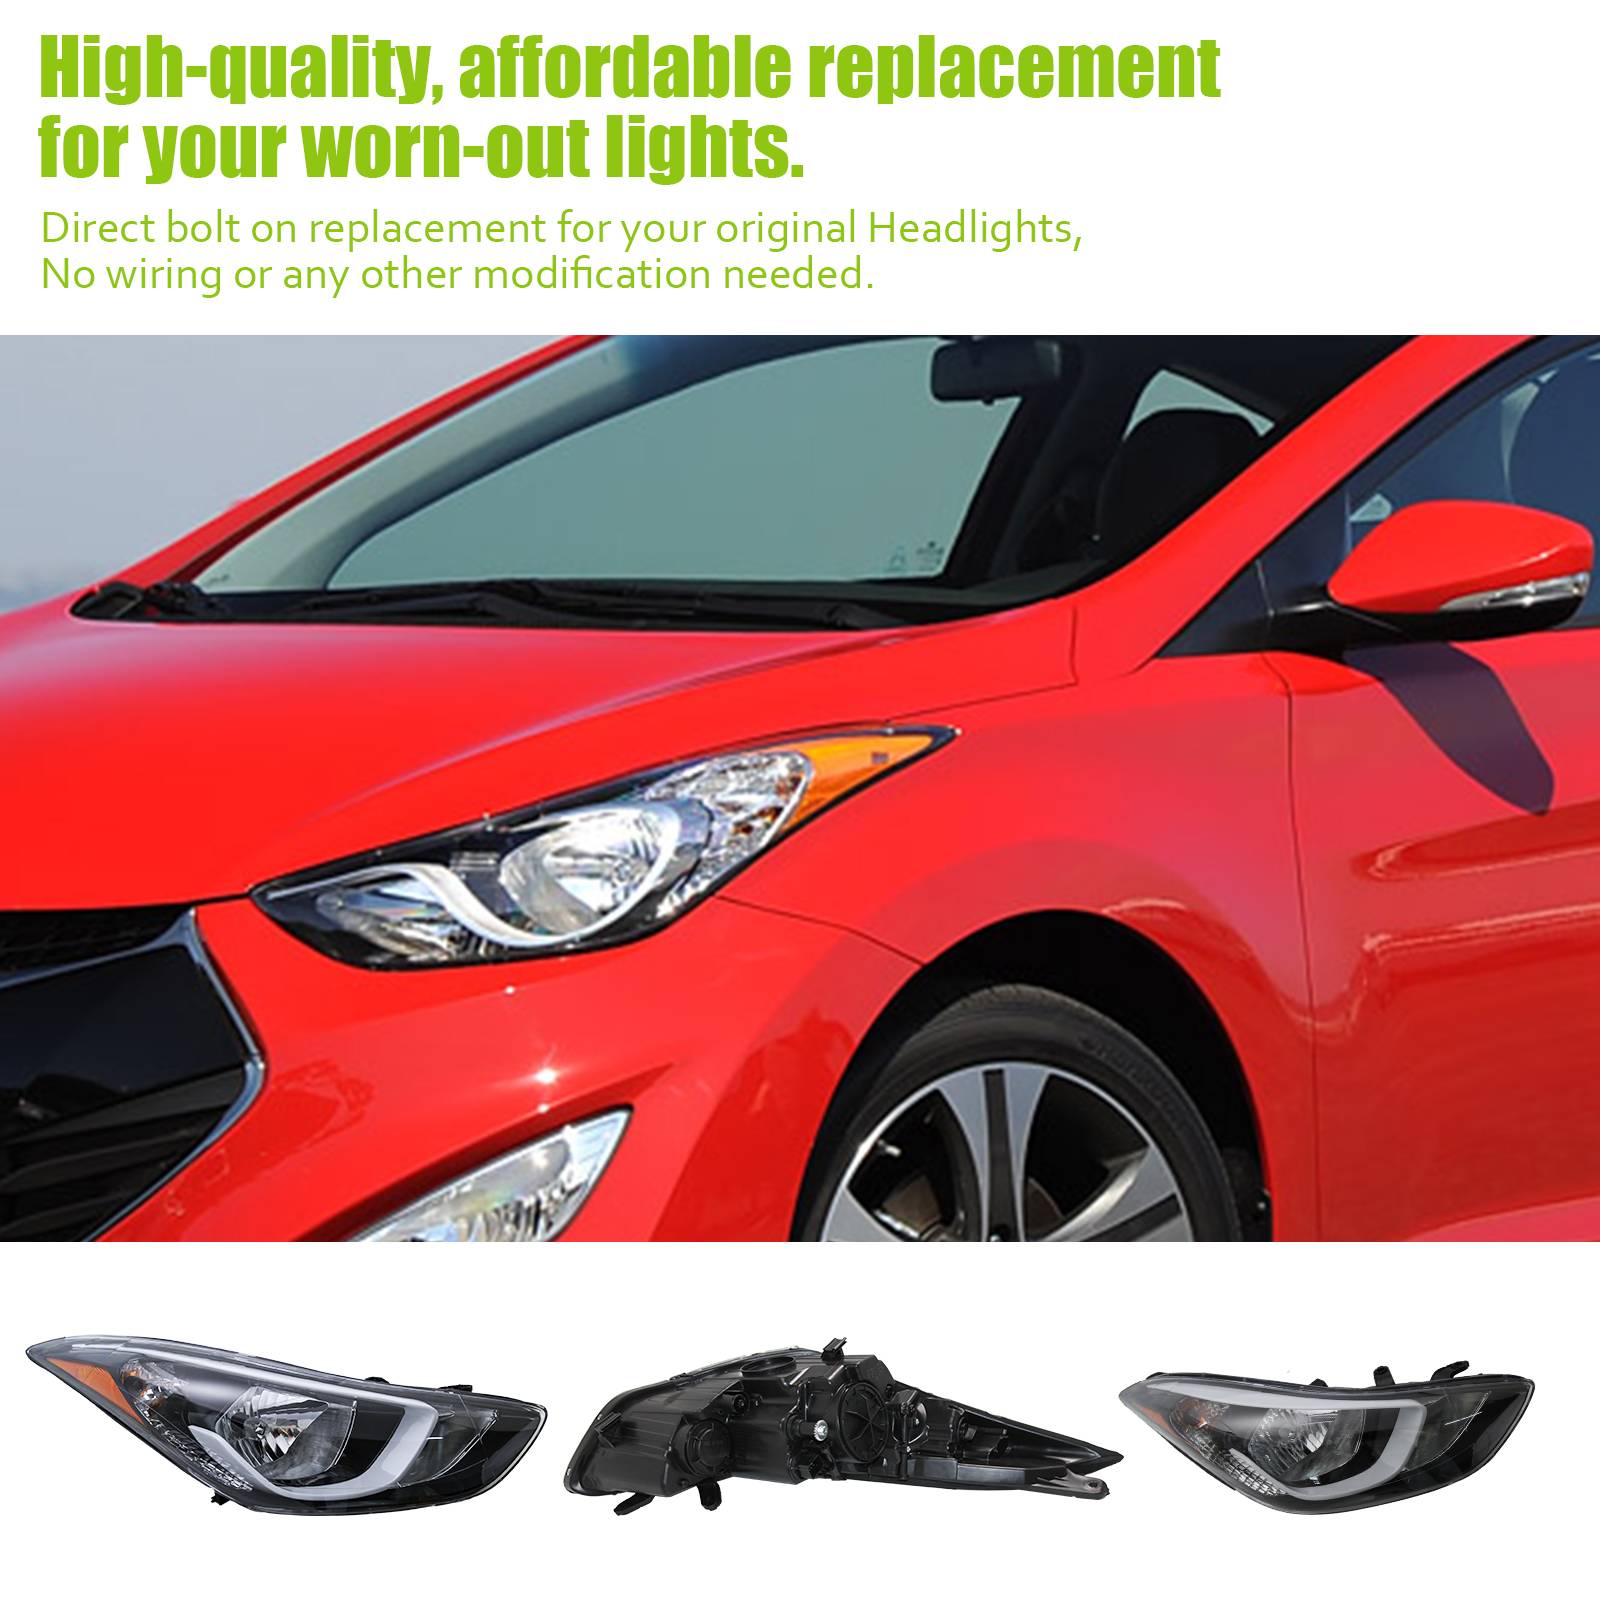 High-quality, affordable replacement
for your worn-out lights.
Direct bolt on replacement for your original Headlights,
No wiring or any other modification needed.